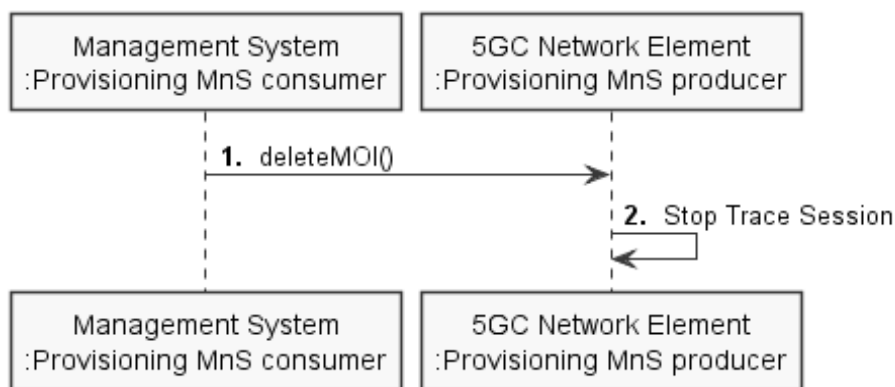 Management System
:Provisioning MnS consumer
5GC Network Element
:Provisioning MnS producer
1. deleteMOI()
2. Stop Trace Session
Management System
:Provisioning MnS consumer
5GC Network Element
:Provisioning MnS producer